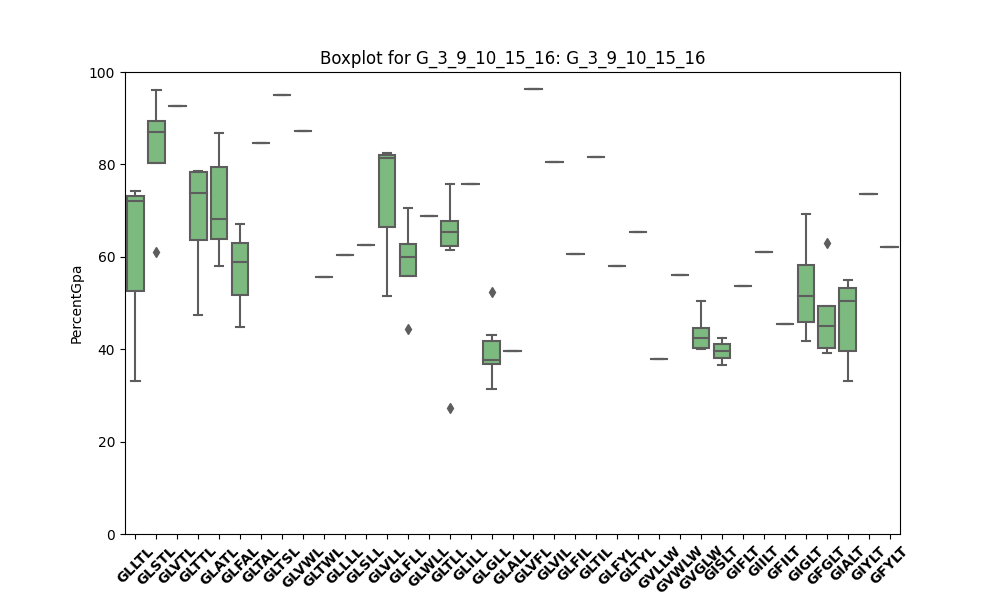 Boxplot for G_3_9_10_15_16: G_3_9_10_15_16
100
80
60
40
20
0
PercentGpa
GLLTL
GLSTL
GLVTL
GLTTL
GLATL
GLFAL
GLTAL
GLTSL
GLVWL
GLTWL
GLLLL
GLSLL
GLVLL
GLFLL
GLWLL
GLTLL
GLILL
GLGLL
GLALL
GLVFL
GLVIL
GLFIL
GLTIL
GLFYL
GLTYL
GVLLW
GVWLW
GVGLW
GISLT
GIFLT
GIILT
GFILT
GIGLT
GFGLT
GIALT
GIYLT
GFYLT